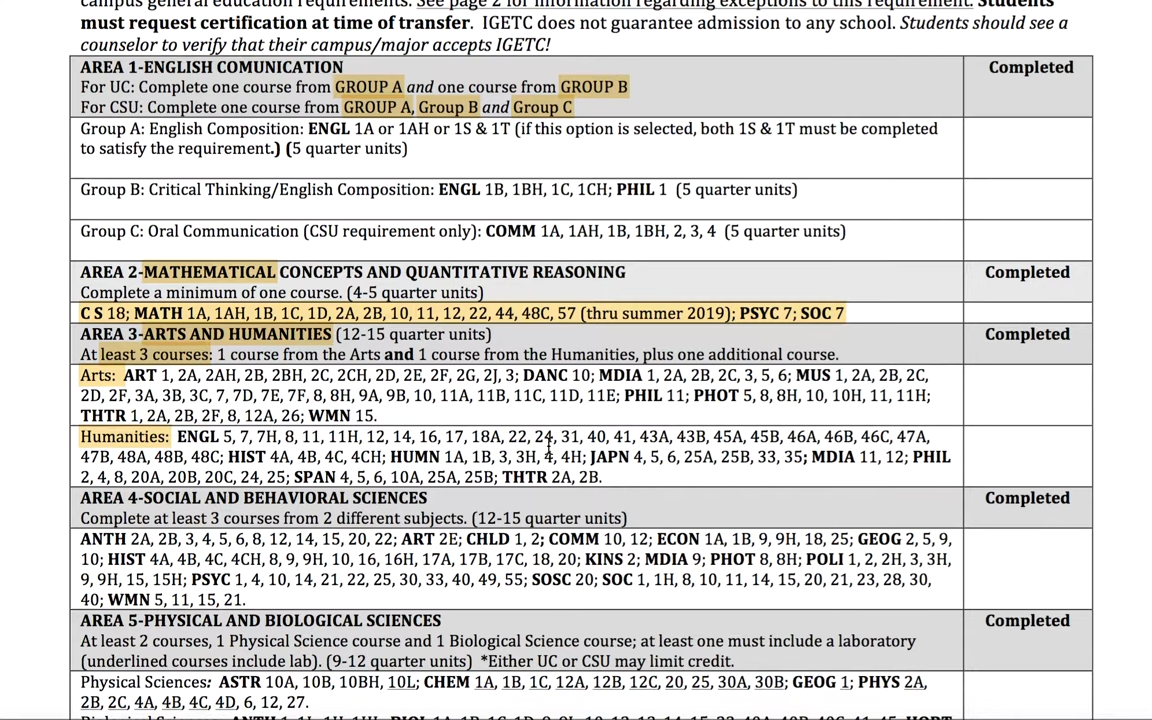 campus general education requirements. See page 2 for information regarding exceptions to this requirement. Students
must request certification at time of transfer. IGETC does not guarantee admission to any school. Students should see a
counselor to verify that their campus/major accepts IGETC!
AREA 1-ENGLISH COMUNICATION Completed
For UC: Complete one course from GROUP A and one course from GROUP B
For CSU: Complete one course from GROUP A, Group B and Group C
Group A: English Composition: ENGL 1A or 1AH or 1S & 1T (if this option is selected, both 1S & 1T must be completed
to satisfy the requirement.) (5 quarter units)
Group B: Critical Thinking/English Composition: ENGL 1B, 1BH, 1C, 1CH; PHIL 1 (5 quarter units)
Group C: Oral Communication (CSU requirement only): COMM 1A, 1AH, 1B, 1BH, 2, 3, 4 (5 quarter units)
AREA 2-MATHEMATICAL CONCEPTS AND QUANTITATIVE REASONING Completed
Complete a minimum of one course. (4-5 quarter units)
C S 18; MATH 1A, 1AH, 1B, 1C, 1D, 2A, 2B, 10, 11, 12, 22, 44, 48C, 57 (thru summer 2019); PSYC 7; SOC 7
AREA 3-ARTS AND HUMANITIES (12-15 quarter units) Completed
At least 3 courses: 1 course from the Arts and 1 course from the Humanities, plus one additional course.
Arts: ART 1, 2A, 2AH, 2B, 2BH, 2C, 2CH, 2D, 2E, 2F, 2G, 2J, 3; DANC 10; MDIA 1, 2A, 2B, 2C, 3, 5, 6; MUS 1, 2A, 2B, 2C,
2D, 2F, 3A, 3B, 3C, 7, 7D, 7E, 7F, 8, 8H, 9A, 9B, 10, 11A, 11B, 11C, 11D, 11E; PHIL 11; PHOT 5, 8, 8H, 10, 10H, 11, 11H;
THTR 1, 2A, 2B, 2F, 8, 12A, 26; WMN 15.
Humanities: ENGL 5, 7, 7H, 8, 11, 11H, 12, 14, 16, 17, 18A, 22, 24, 31, 40, 41, 43A, 43B, 45A, 45B, 46A, 46B, 46C, 47A,
47B, 48A, 48B, 48C; HIST 4A, 4B, 4C, 4CH; HUMN 1A, 1B, 3, 3H, 4, 4H; JAPN 4, 5, 6, 25A, 25B, 33, 35; MDIA 11, 12; PHIL
2, 4, 8, 20A, 20B, 20C, 24, 25; SPAN 4, 5, 6, 10A, 25A, 25B; THTR 2A, 2B.
AREA 4-SOCIAL AND BEHAVIORAL SCIENCES Completed
Complete at least 3 courses from 2 different subjects. (12-15 quarter units)
ANTH 2A, 2B, 3, 4, 5, 6, 8, 12, 14, 15, 20, 22; ART 2E; CHLD 1, 2; COMM 10, 12; ECON 1A, 1B, 9, 9H, 18, 25; GEOG 2, 5, 9,
10; HIST 4A, 4B, 4C, 4CH, 8, 9, 9H, 10, 16, 16H, 17A, 17B, 17C, 18, 20; KINS 2; MDIA 9; PHOT 8, 8H; POLI 1, 2, 2H, 3, 3H,
9, 9H, 15, 15H; PSYC 1, 4, 10, 14, 21, 22, 25, 30, 33, 40, 49, 55; SOSC 20; SOC 1, 1H, 8, 10, 11, 14, 15, 20, 21, 23, 28, 30,
40; WMN 5, 11, 15, 21.
AREA 5-PHYSICAL AND BIOLOGICAL SCIENCES Completed
At least 2 courses, 1 Physical Science course and 1 Biological Science course; at least one must include a laboratory
(underlined courses include lab). (9-12 quarter units) *Either UC or CSU may limit credit.
Physical Sciences: ASTR 10A, 10B, 10BH, 10L; CHEM 1A, 1B, 1C, 12A, 12B, 12C, 20, 25, 30A, 30B; GEOG 1; PHYS 2A,
2B, 2C, 4A, 4B, 4C, 4D, 6, 12, 27.